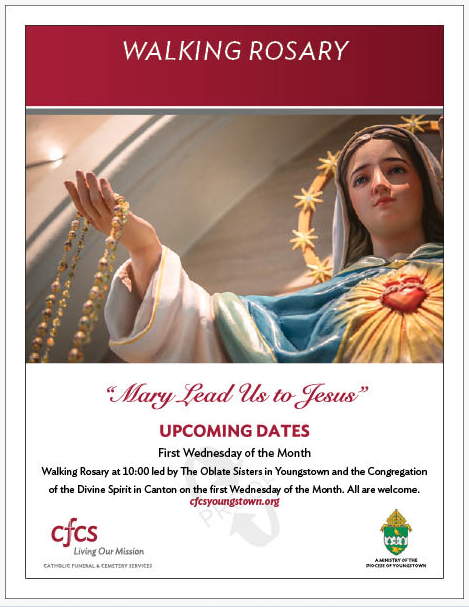 WALKING ROSARY
“Mary Lead Us to Jesus”
UPCOMING DATES
First Wednesday of the Month
Walking Rosary at 10:00 led by The Oblate Sisters in Youngstown and the Congregation
of the Divine Spirit in Canton on the first Wednesday of the Month. All are welcome.
cfcsyoungstown.org
cfcs
Living Our Mission
CATHOLIC FUNERAL & CEMETERY SERVICES
A MINISTRY OF THE
DIOCESE OF YOUNGSTOWN